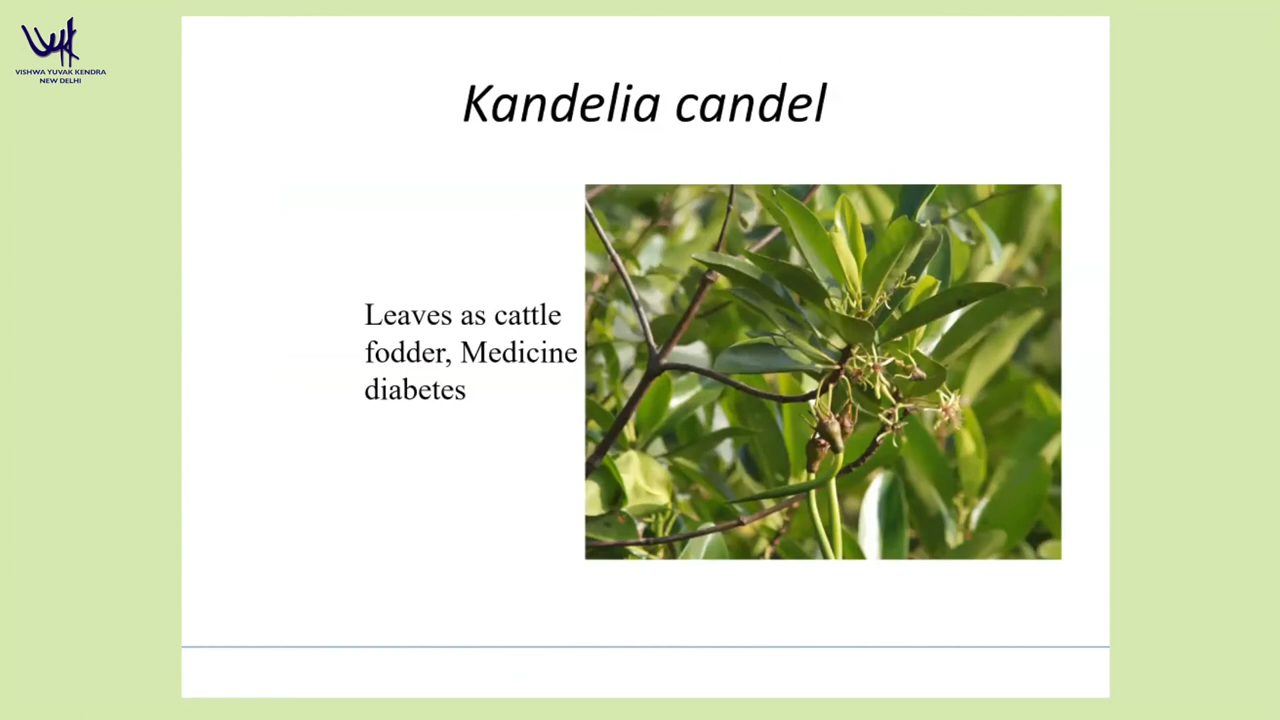 VISHWA YUVAK KENDRA
NEW DELHI
Kandelia candel
Leaves as cattle
fodder, Medicine
diabetes